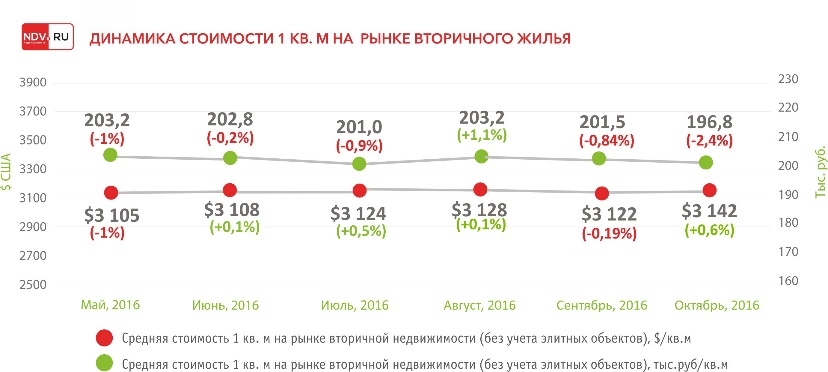 NDV.RU
ДИНАМИКА СТОИМОСТИ 1 КВ. М НА РЫНКЕ ВТОРИЧНОГО ЖИЛЬЯ
3900 230
3700 203,2 202,8 201,0 203,2 201,5 196,8 220
(-1%) (-0,2%) (-0,9%) (+1,1%) (-0,84%) (-2,4%)
3500 210
$ США 3300 200 Тыс. руб.
3100 190
$3 105 $3 108 $3 124 $3 128 $3 122 $3 142
2900 180
(-1%) (+0,1%) (+0,5%) (+0,1%) (-0,19%) (+0,6%)
2700 170
2500 160
Май, 2016 Июнь, 2016 Июль, 2016 Август, 2016 Сентябрь, 2016 Октябрь, 2016
Средняя стоимость 1 кв. м на рынке вторичной недвижимости (без учета элитных объектов), $/кв.м
Средняя стоимость 1 кв. м на рынке вторичной недвижимости (без учета элитных объектов), тыс.руб/кв.м